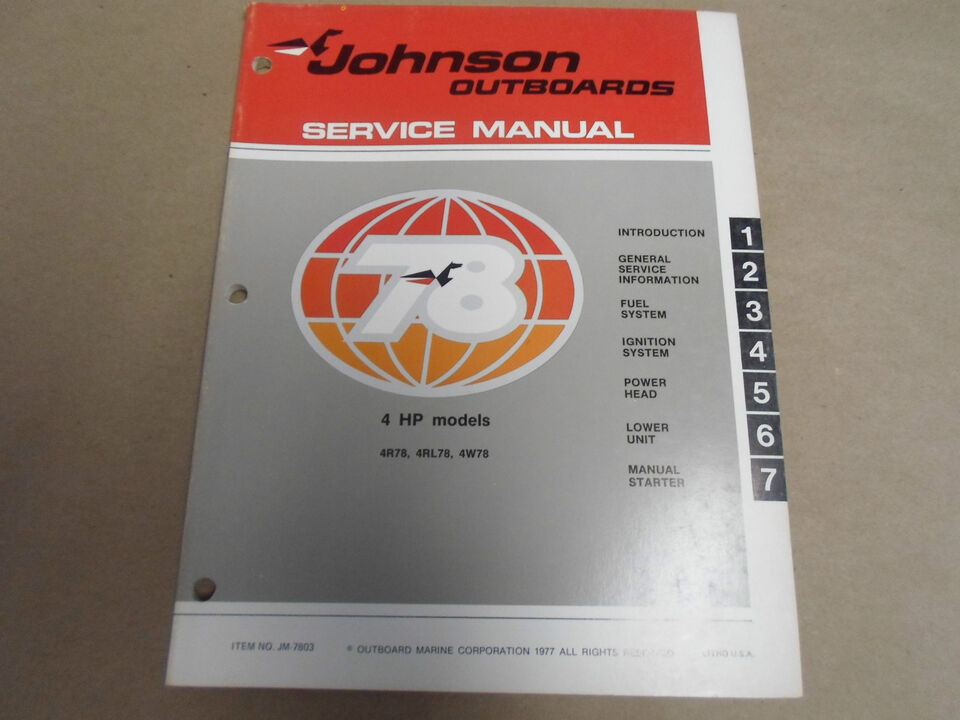 Johnson
OUTBOARDS
SERVICE MANUAL
78
INTRODUCTION 1
GENERAL
SERVICE
INFORMATION 2
FUEL
SYSTEM 3
IGNITION
SYSTEM 4
POWER
HEAD 5
LOWER
UNIT 6
MANUAL
STARTER 7
4 HP models
4R78, 4RL78, 4W78
ITEM NO. JM-7803 © OUTBOARD MARINE CORPORATION 1977 ALL RIGHTS RESERVED LITHO U.S.A.